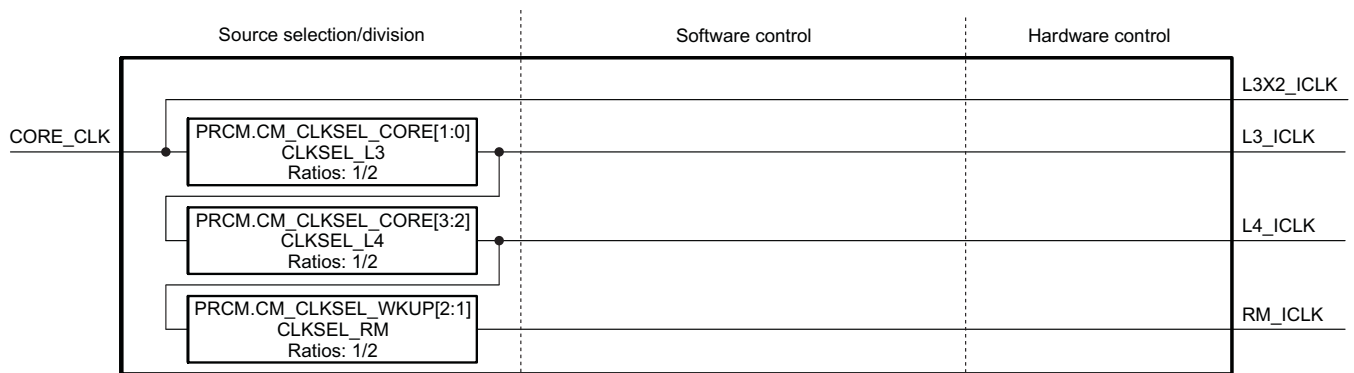 Source selection/division
Software control
Hardware control
L3X2_ICLK
CORE_CLK
PRCM.CM_CLKSEL_CORE[1:0]
CLKSEL_L3
Ratios: 1/2
L3_ICLK
PRCM.CM_CLKSEL_CORE[3:2]
CLKSEL_L4
Ratios: 1/2
L4_ICLK
PRCM.CM_CLKSEL_WKUP[2:1]
CLKSEL_RM
Ratios: 1/2
RM_ICLK